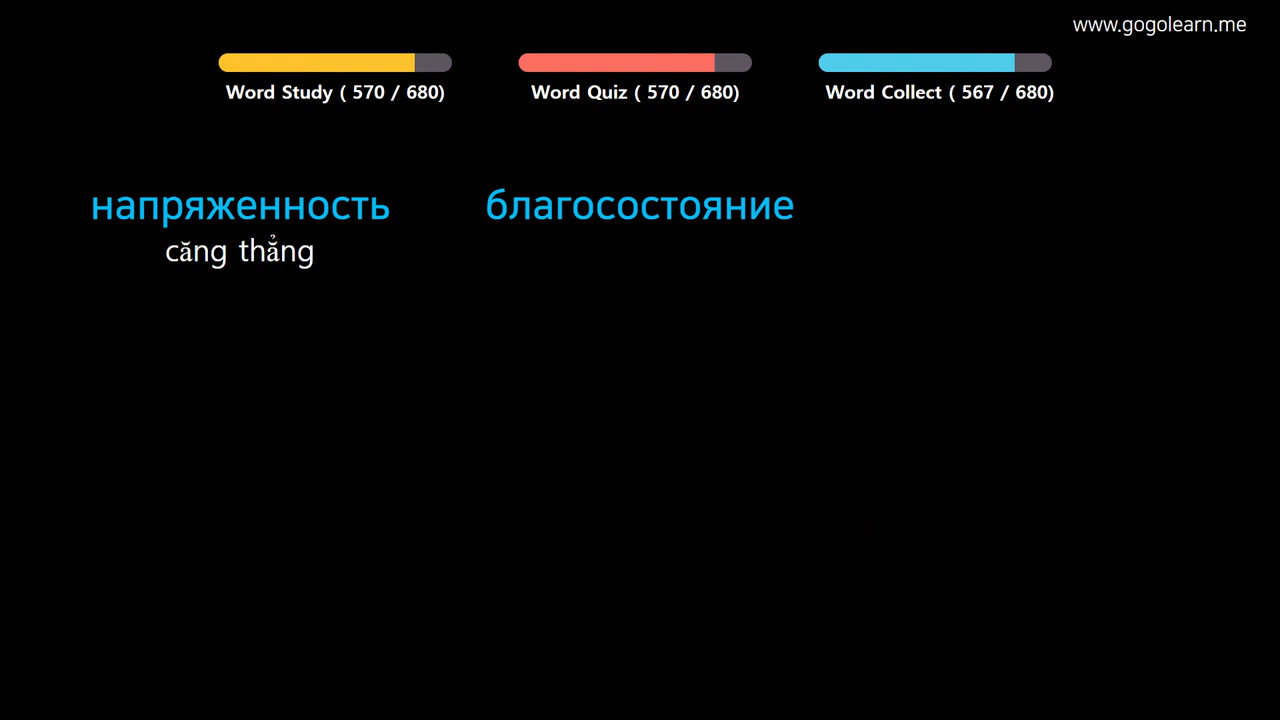 www.gogolearn.me
Word Study ( 570 / 680)
Word Quiz ( 570 / 680)
Word Collect ( 567 / 680)
напряженность
căng thẳng
благосостояние